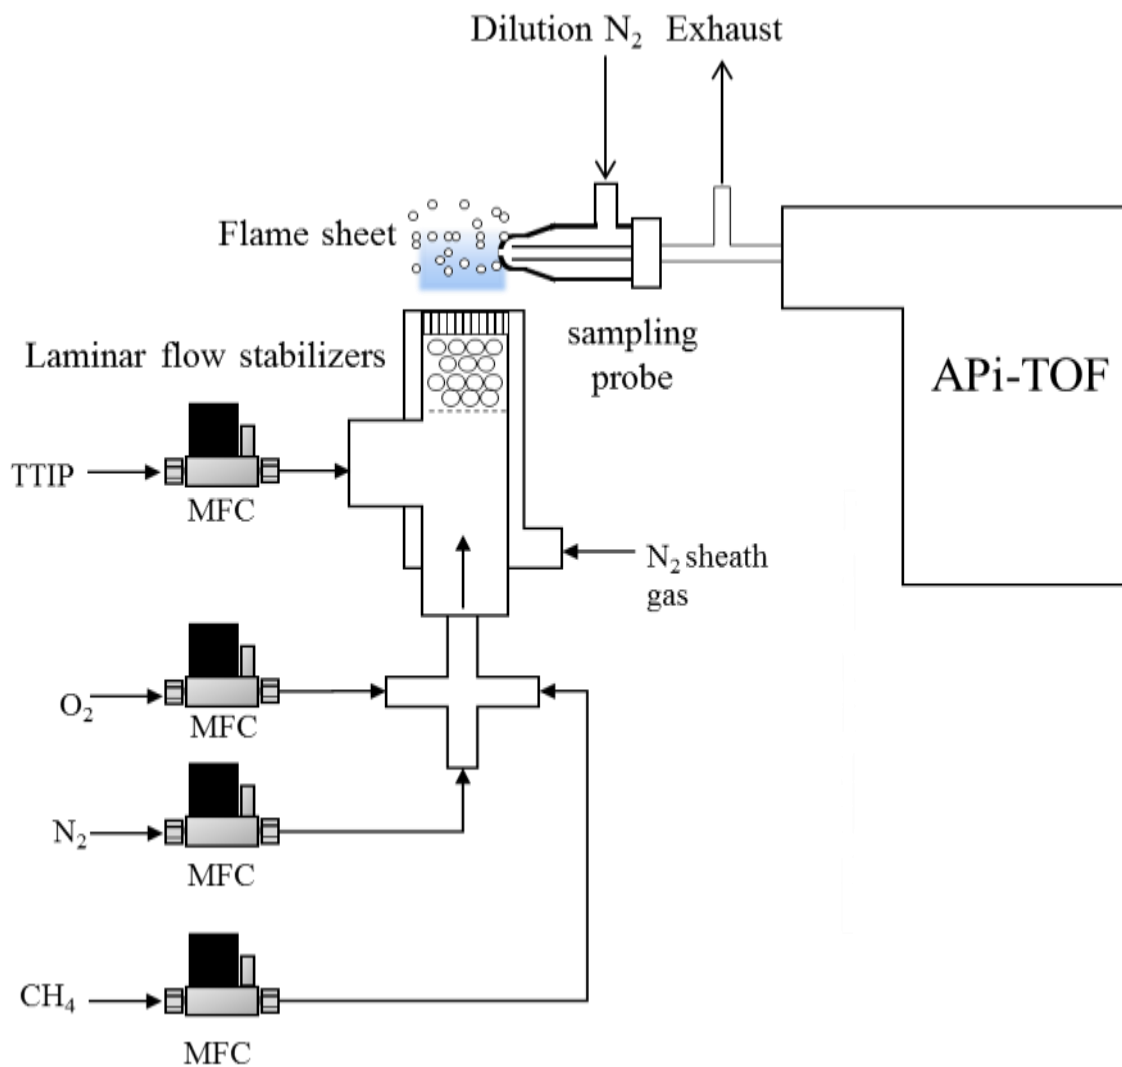 Dilution N₂ Exhaust
Flame sheet
sampling
probe
Laminar flow stabilizers
APi-TOF
TTIP
MFC
N₂ sheath
gas
O₂
MFC
N₂
MFC
CH₄
MFC